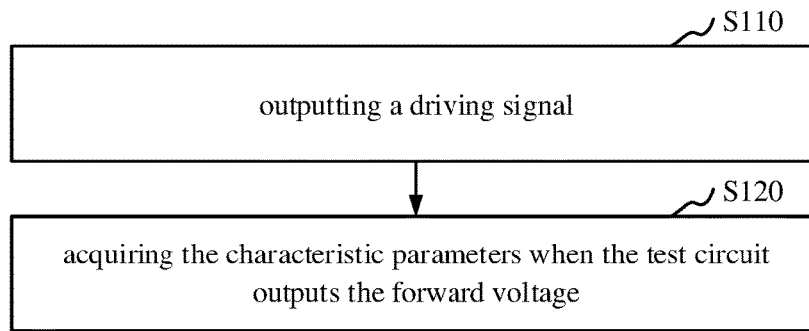 S110
outputting a driving signal
S120
acquiring the characteristic parameters when the test circuit
outputs the forward voltage